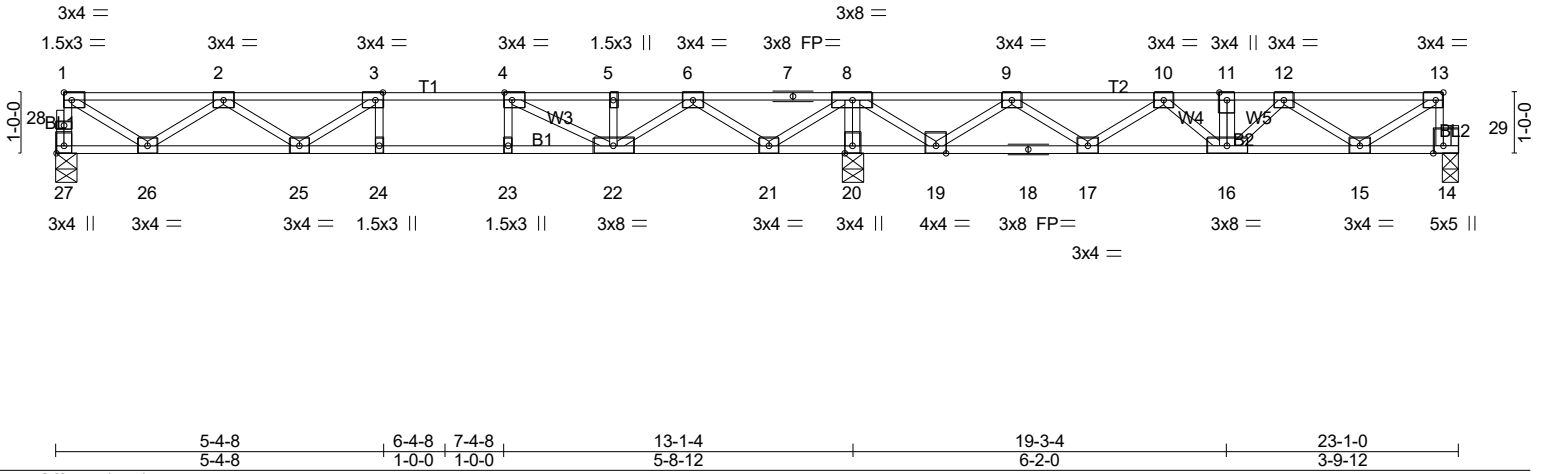 3x4 = 3x8 =
1.5x3 = 3x4 = 3x4 = 3x4 = 1.5x3 || 3x4 = 3x8 FP= 3x4 = 3x4 = 3x4 || 3x4 = 3x4 =
1 2 3 4 5 6 7 8 9 10 11 12 13
T1 T2
1-0-0 28 BL1 W3 W4 W5 BL2 29 1-0-0
B1 B2
27 26 25 24 23 22 21 20 19 18 17 16 15 14
3x4 || 3x4 = 3x4 = 1.5x3 || 1.5x3 || 3x8 = 3x4 = 3x4 || 4x4 = 3x8 FP= 3x8 = 3x4 = 5x5 ||
3x4 =
5-4-8 6-4-8 7-4-8 13-1-4 19-3-4 23-1-0
5-4-8 1-0-0 1-0-0 5-8-12 6-2-0 3-9-12